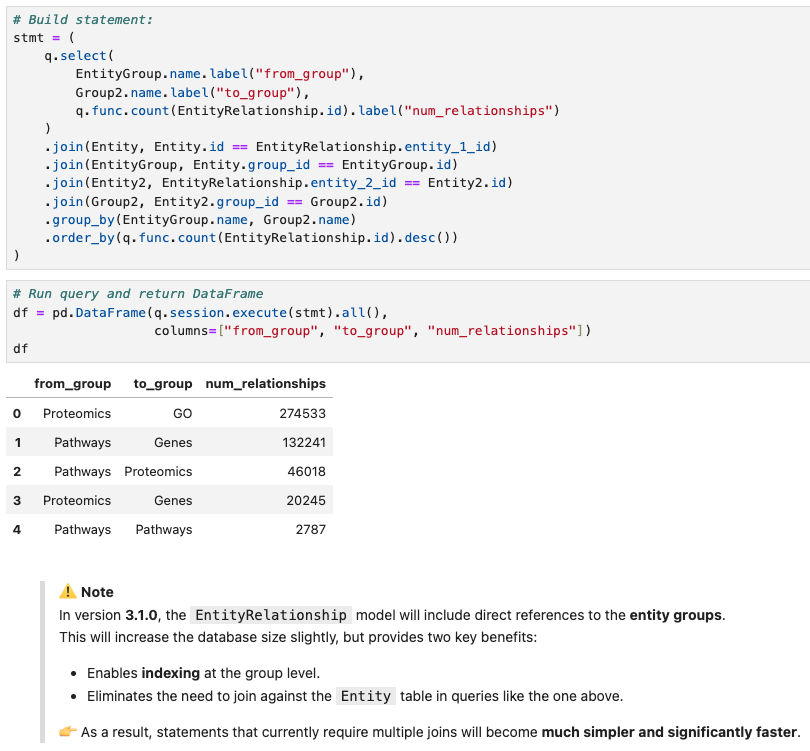 # Build statement:
stmt = (
    q.select(
        EntityGroup.name.label("from_group"),
        Group2.name.label("to_group"),
        q.func.count(EntityRelationship.id).label("num_relationships")
    )
    .join(Entity, Entity.id == EntityRelationship.entity_1_id)
    .join(EntityGroup, Entity.group_id == EntityGroup.id)
    .join(Entity2, EntityRelationship.entity_2_id == Entity2.id)
    .join(Group2, Entity2.group_id == Group2.id)
    .group_by(EntityGroup.name, Group2.name)
    .order_by(q.func.count(EntityRelationship.id).desc())
)
# Run query and return DataFrame
df = pd.DataFrame(q.session.execute(stmt).all(),
                  columns=["from_group", "to_group", "num_relationships"])
df
from_group to_group num_relationships
0 Proteomics GO 274533
1 Pathways Genes 132241
2 Pathways Proteomics 46018
3 Proteomics Genes 20245
4 Pathways Pathways 2787
⚠️ Note
In version 3.1.0, the EntityRelationship model will include direct references to the entity groups.
This will increase the database size slightly, but provides two key benefits:
• Enables indexing at the group level.
• Eliminates the need to join against the Entity table in queries like the one above.
👉 As a result, statements that currently require multiple joins will become much simpler and significantly faster.